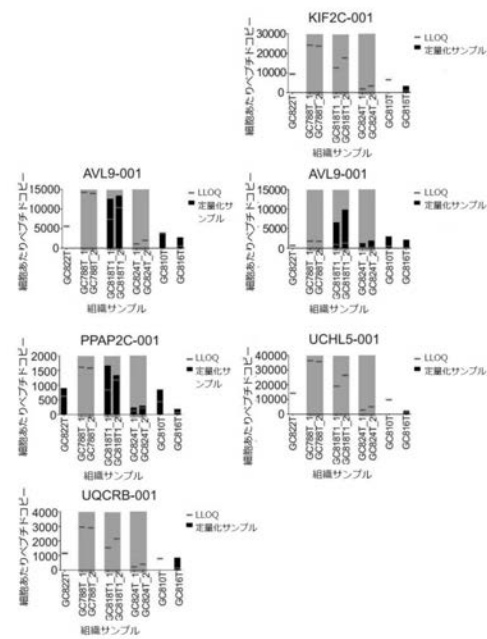 KIF2C-001
細胞あたりペプチドコピー
30000
20000
10000
0
GC822T
GC788T_1
GC788T_2
GC818T1_1
GC818T1_2
GC824T_1
GC824T_2
GC810T
GC816T
組織サンプル
LLOQ
定量化サンプル
AVL9-001
細胞あたりペプチドコピー
15000
10000
5000
0
GC822T
GC788T_1
GC788T_2
GC818T1_1
GC818T1_2
GC824T_1
GC824T_2
GC810T
GC816T
組織サンプル
LLOQ
定量化サ
ンプル
AVL9-001
細胞あたりペプチドコピー
15000
10000
5000
0
GC822T
GC788T_1
GC788T_2
GC818T1_1
GC818T1_2
GC824T_1
GC824T_2
GC810T
GC816T
組織サンプル
LLOQ
定量化サンプル
PPAP2C-001
細胞あたりペプチドコピー
2000
1500
1000
500
0
GC822T
GC788T_1
GC788T_2
GC818T1_1
GC818T1_2
GC824T_1
GC824T_2
GC810T
GC816T
組織サンプル
LLOQ
定量化サ
ンプル
UCHL5-001
細胞あたりペプチドコピー
40000
30000
20000
10000
0
GC822T
GC788T_1
GC788T_2
GC818T1_1
GC818T1_2
GC824T_1
GC824T_2
GC810T
GC816T
組織サンプル
LLOQ
定量化サンプル
UQCRB-001
細胞あたりペプチドコピー
4000
3000
2000
1000
0
GC822T
GC788T_1
GC788T_2
GC818T1_1
GC818T1_2
GC824T_1
GC824T_2
GC810T
GC816T
組織サンプル
LLOQ
定量化サンプル